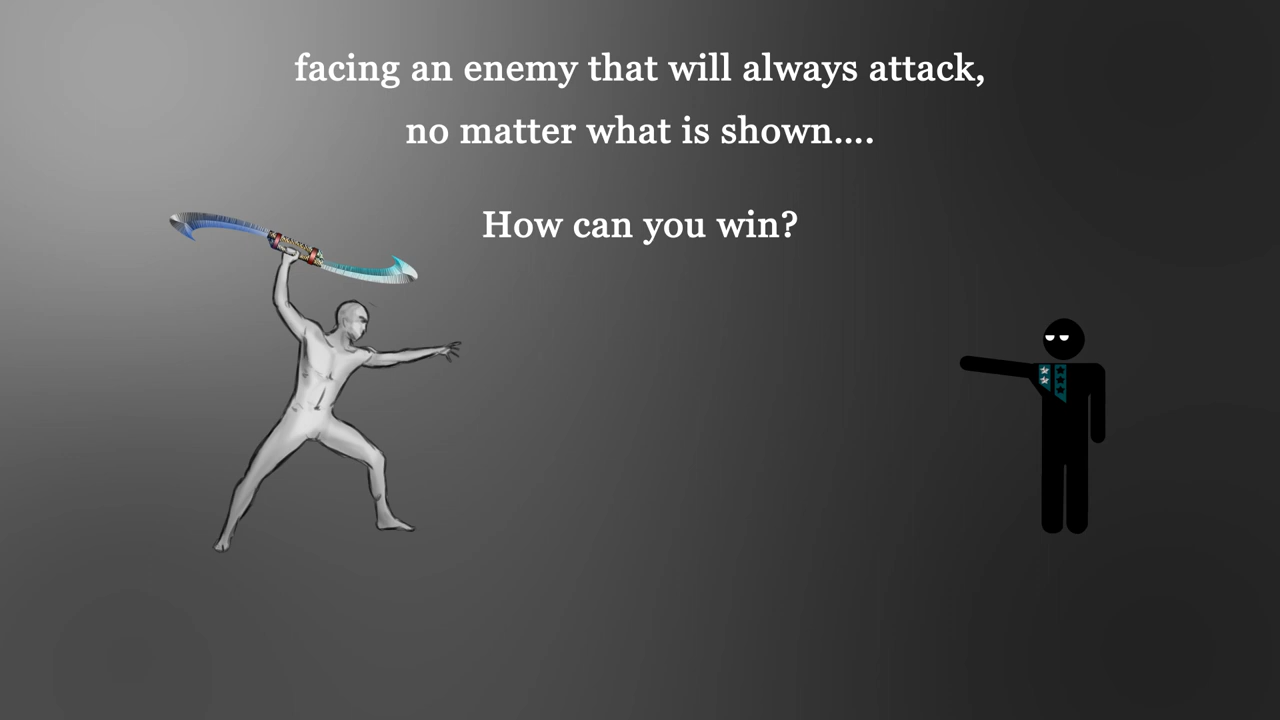 facing an enemy that will always attack,
no matter what is shown....
How can you win?